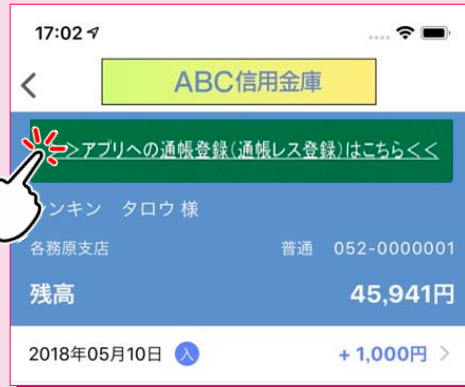 17:02
ABC信用金庫
>アプリへの通帳登録(通帳レス登録)はこちら<<
ンキン タロウ 様
各務原支店 普通 052-0000001
残高 45,941円
2018年05月10日 入 +1,000円